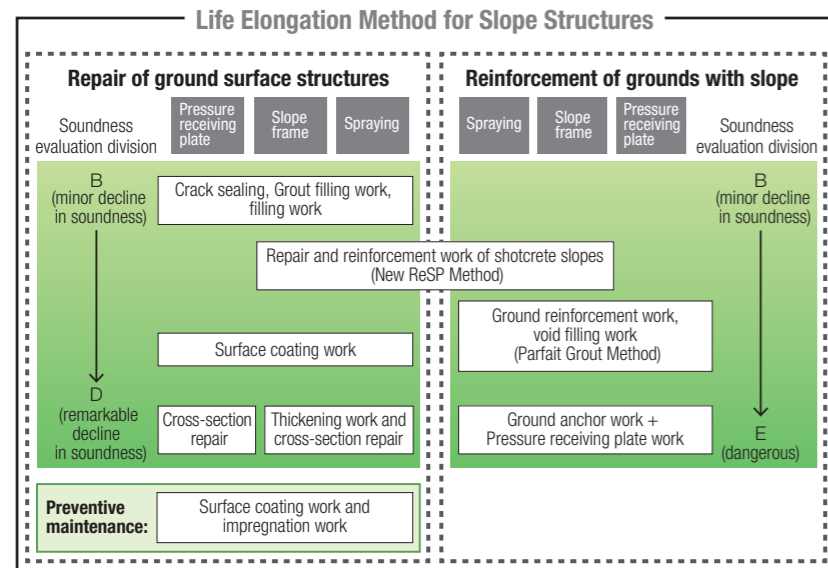 Life Elongation Method for Slope Structures
Repair of ground surface structures
Soundness
evaluation division
Pressure
receiving
plate
Slope
frame
Spraying
B
(minor decline
in soundness)
D
(remarkable
decline
in soundness)
Crack sealing, Grout filling work,
filling work
Repair and reinforcement work of shotcrete slopes
(New ReSP Method)
Surface coating work
Cross-section
repair
Thickening work and
cross-section repair
Preventive
maintenance:
Surface coating work and
impregnation work
Reinforcement of grounds with slope
Spraying
Slope
frame
Pressure
receiving
plate
Soundness
evaluation division
B
(minor decline
in soundness)
E
(dangerous)
Ground reinforcement work,
void filling work
(Parfait Grout Method)
Ground anchor work +
Pressure receiving plate work